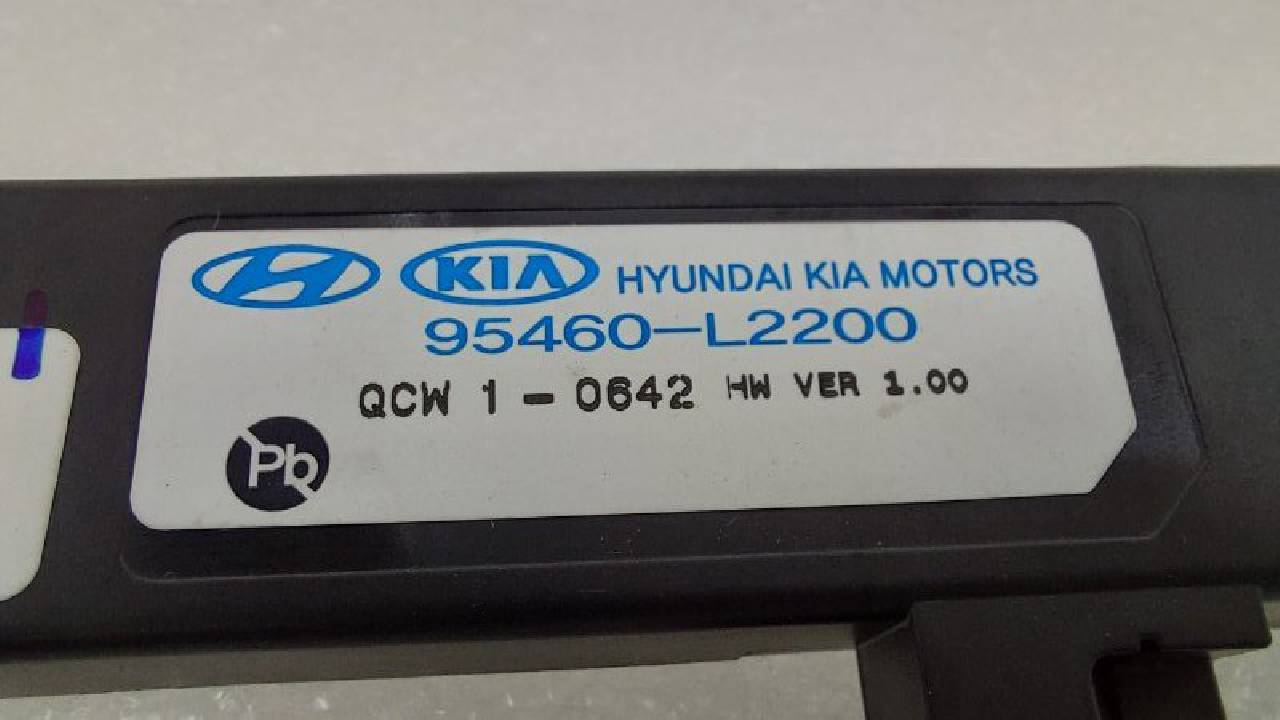 KIA HYUNDAI KIA MOTORS
95460-L2200
QCW 1 - 0642 HW VER 1.00
Pb